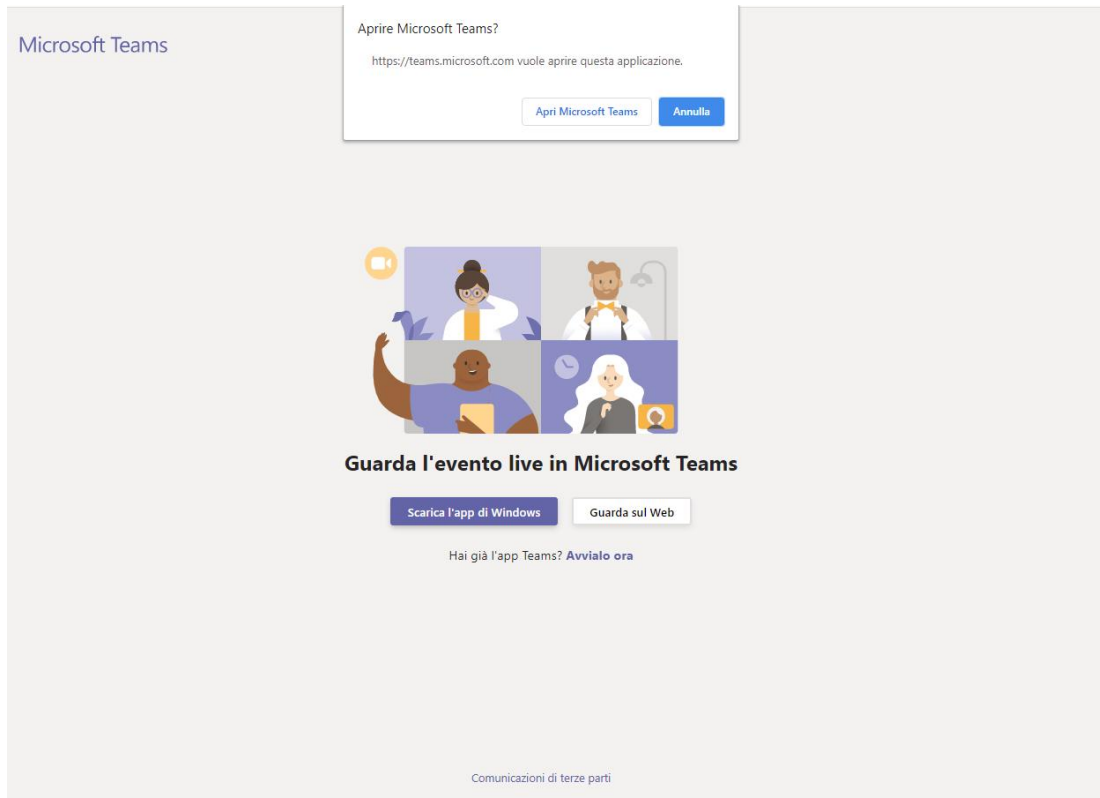 Microsoft Teams
Aprire Microsoft Teams?
https://teams.microsoft.com vuole aprire questa applicazione.
Apri Microsoft Teams Annulla
Guarda l'evento live in Microsoft Teams
Scarica l'app di Windows Guarda sul Web
Hai già l'app Teams? Avvialo ora
Comunicazioni di terze parti